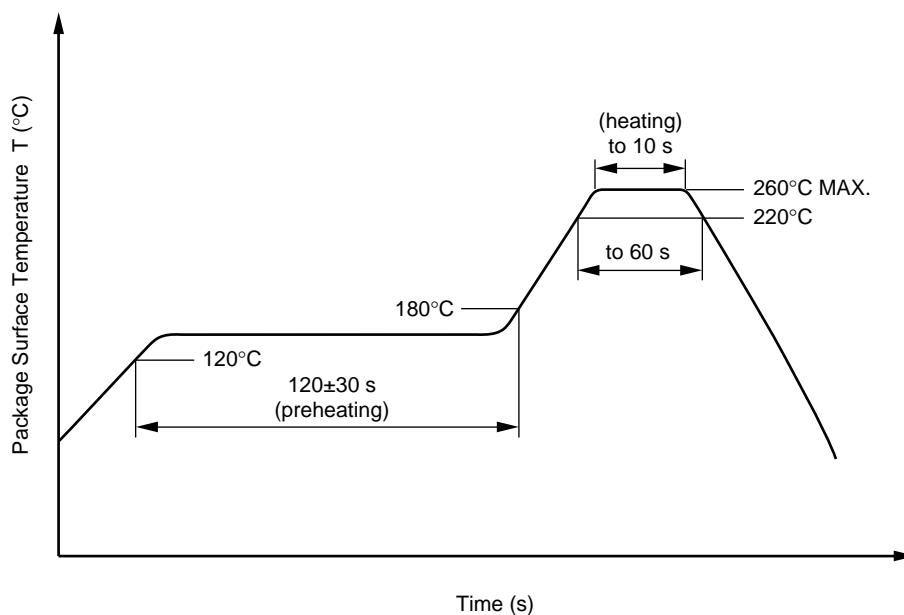 Package Surface Temperature T (°C)
(heating)
to 10 s
260°C MAX.
220°C
to 60 s
180°C
120°C
120±30 s
(preheating)
Time (s)